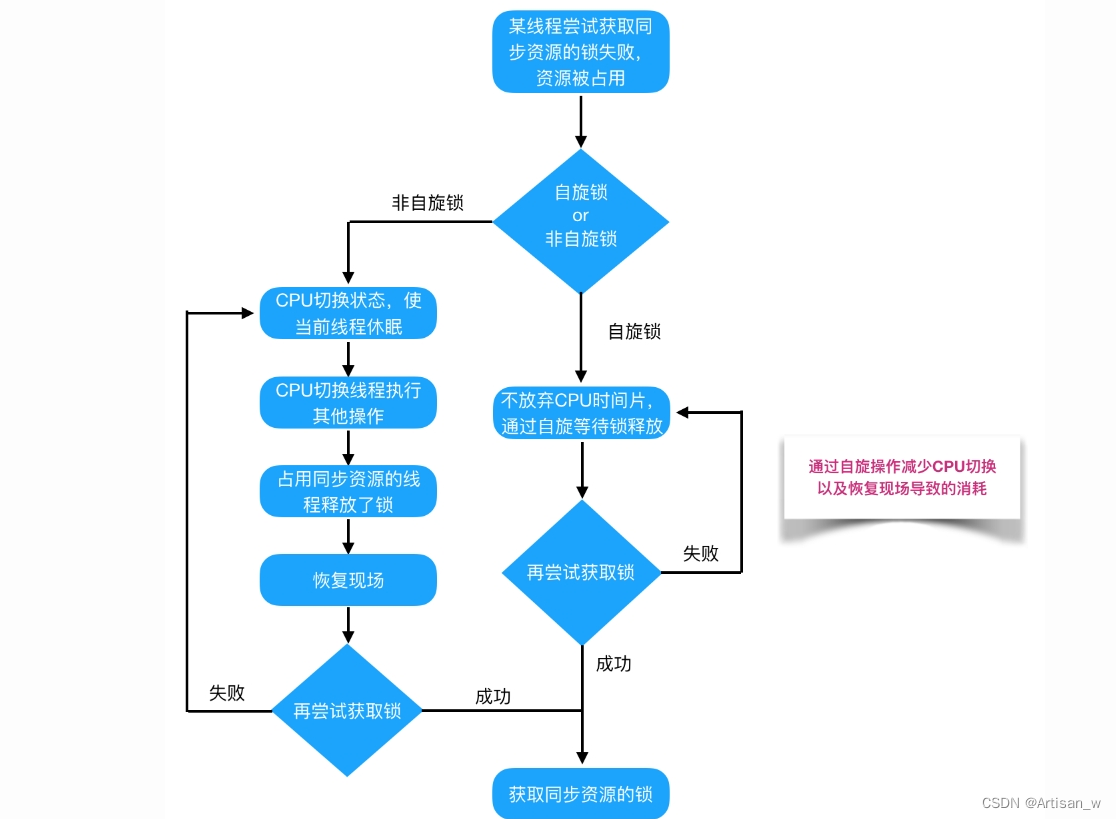 某线程尝试获取同
步资源的锁失败，
资源被占用
自旋锁
or
非自旋锁
非自旋锁
CPU切换状态，使
当前线程休眠
自旋锁
CPU切换线程执行
其他操作
不放弃CPU时间片，
通过自旋等待锁释放
通过自旋操作减少CPU切换
以及恢复现场导致的消耗
占用同步资源的线
程释放了锁
失败
恢复现场
再尝试获取锁
成功
失败
再尝试获取锁
成功
获取同步资源的锁
CSDN @Artisan_w